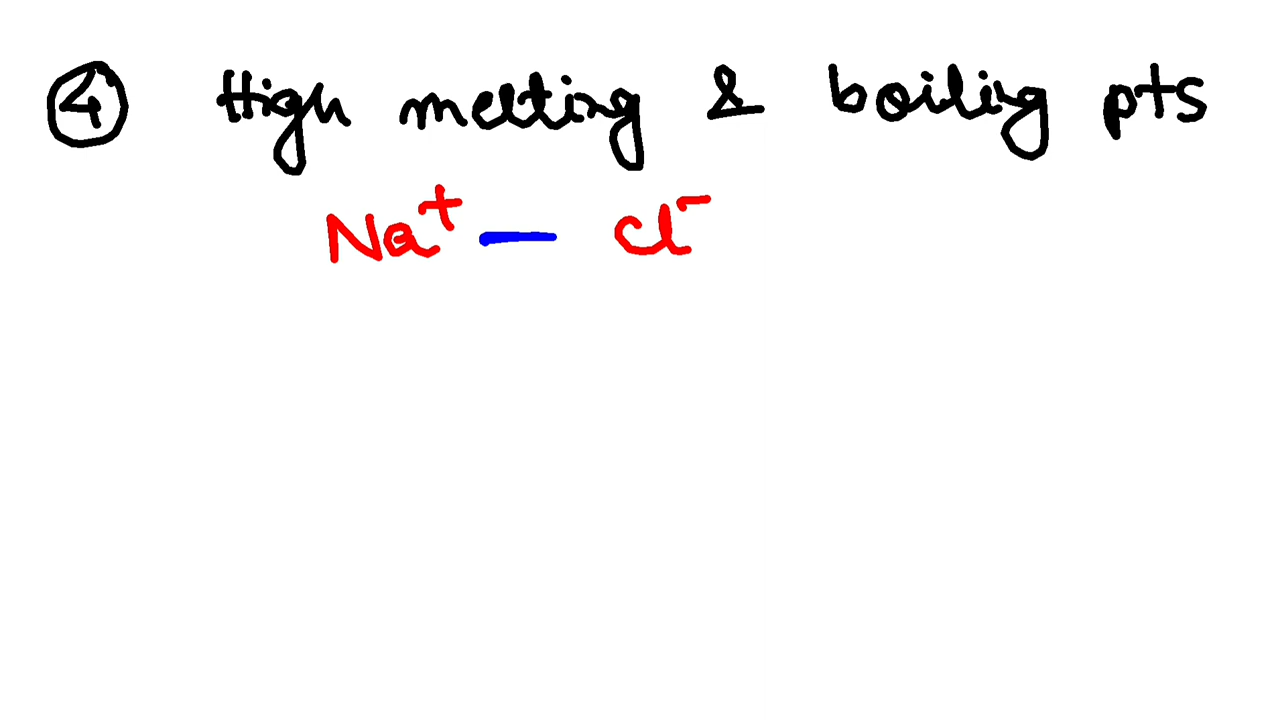 ④ High melting & boiling pts
Na⁺ — Cl⁻